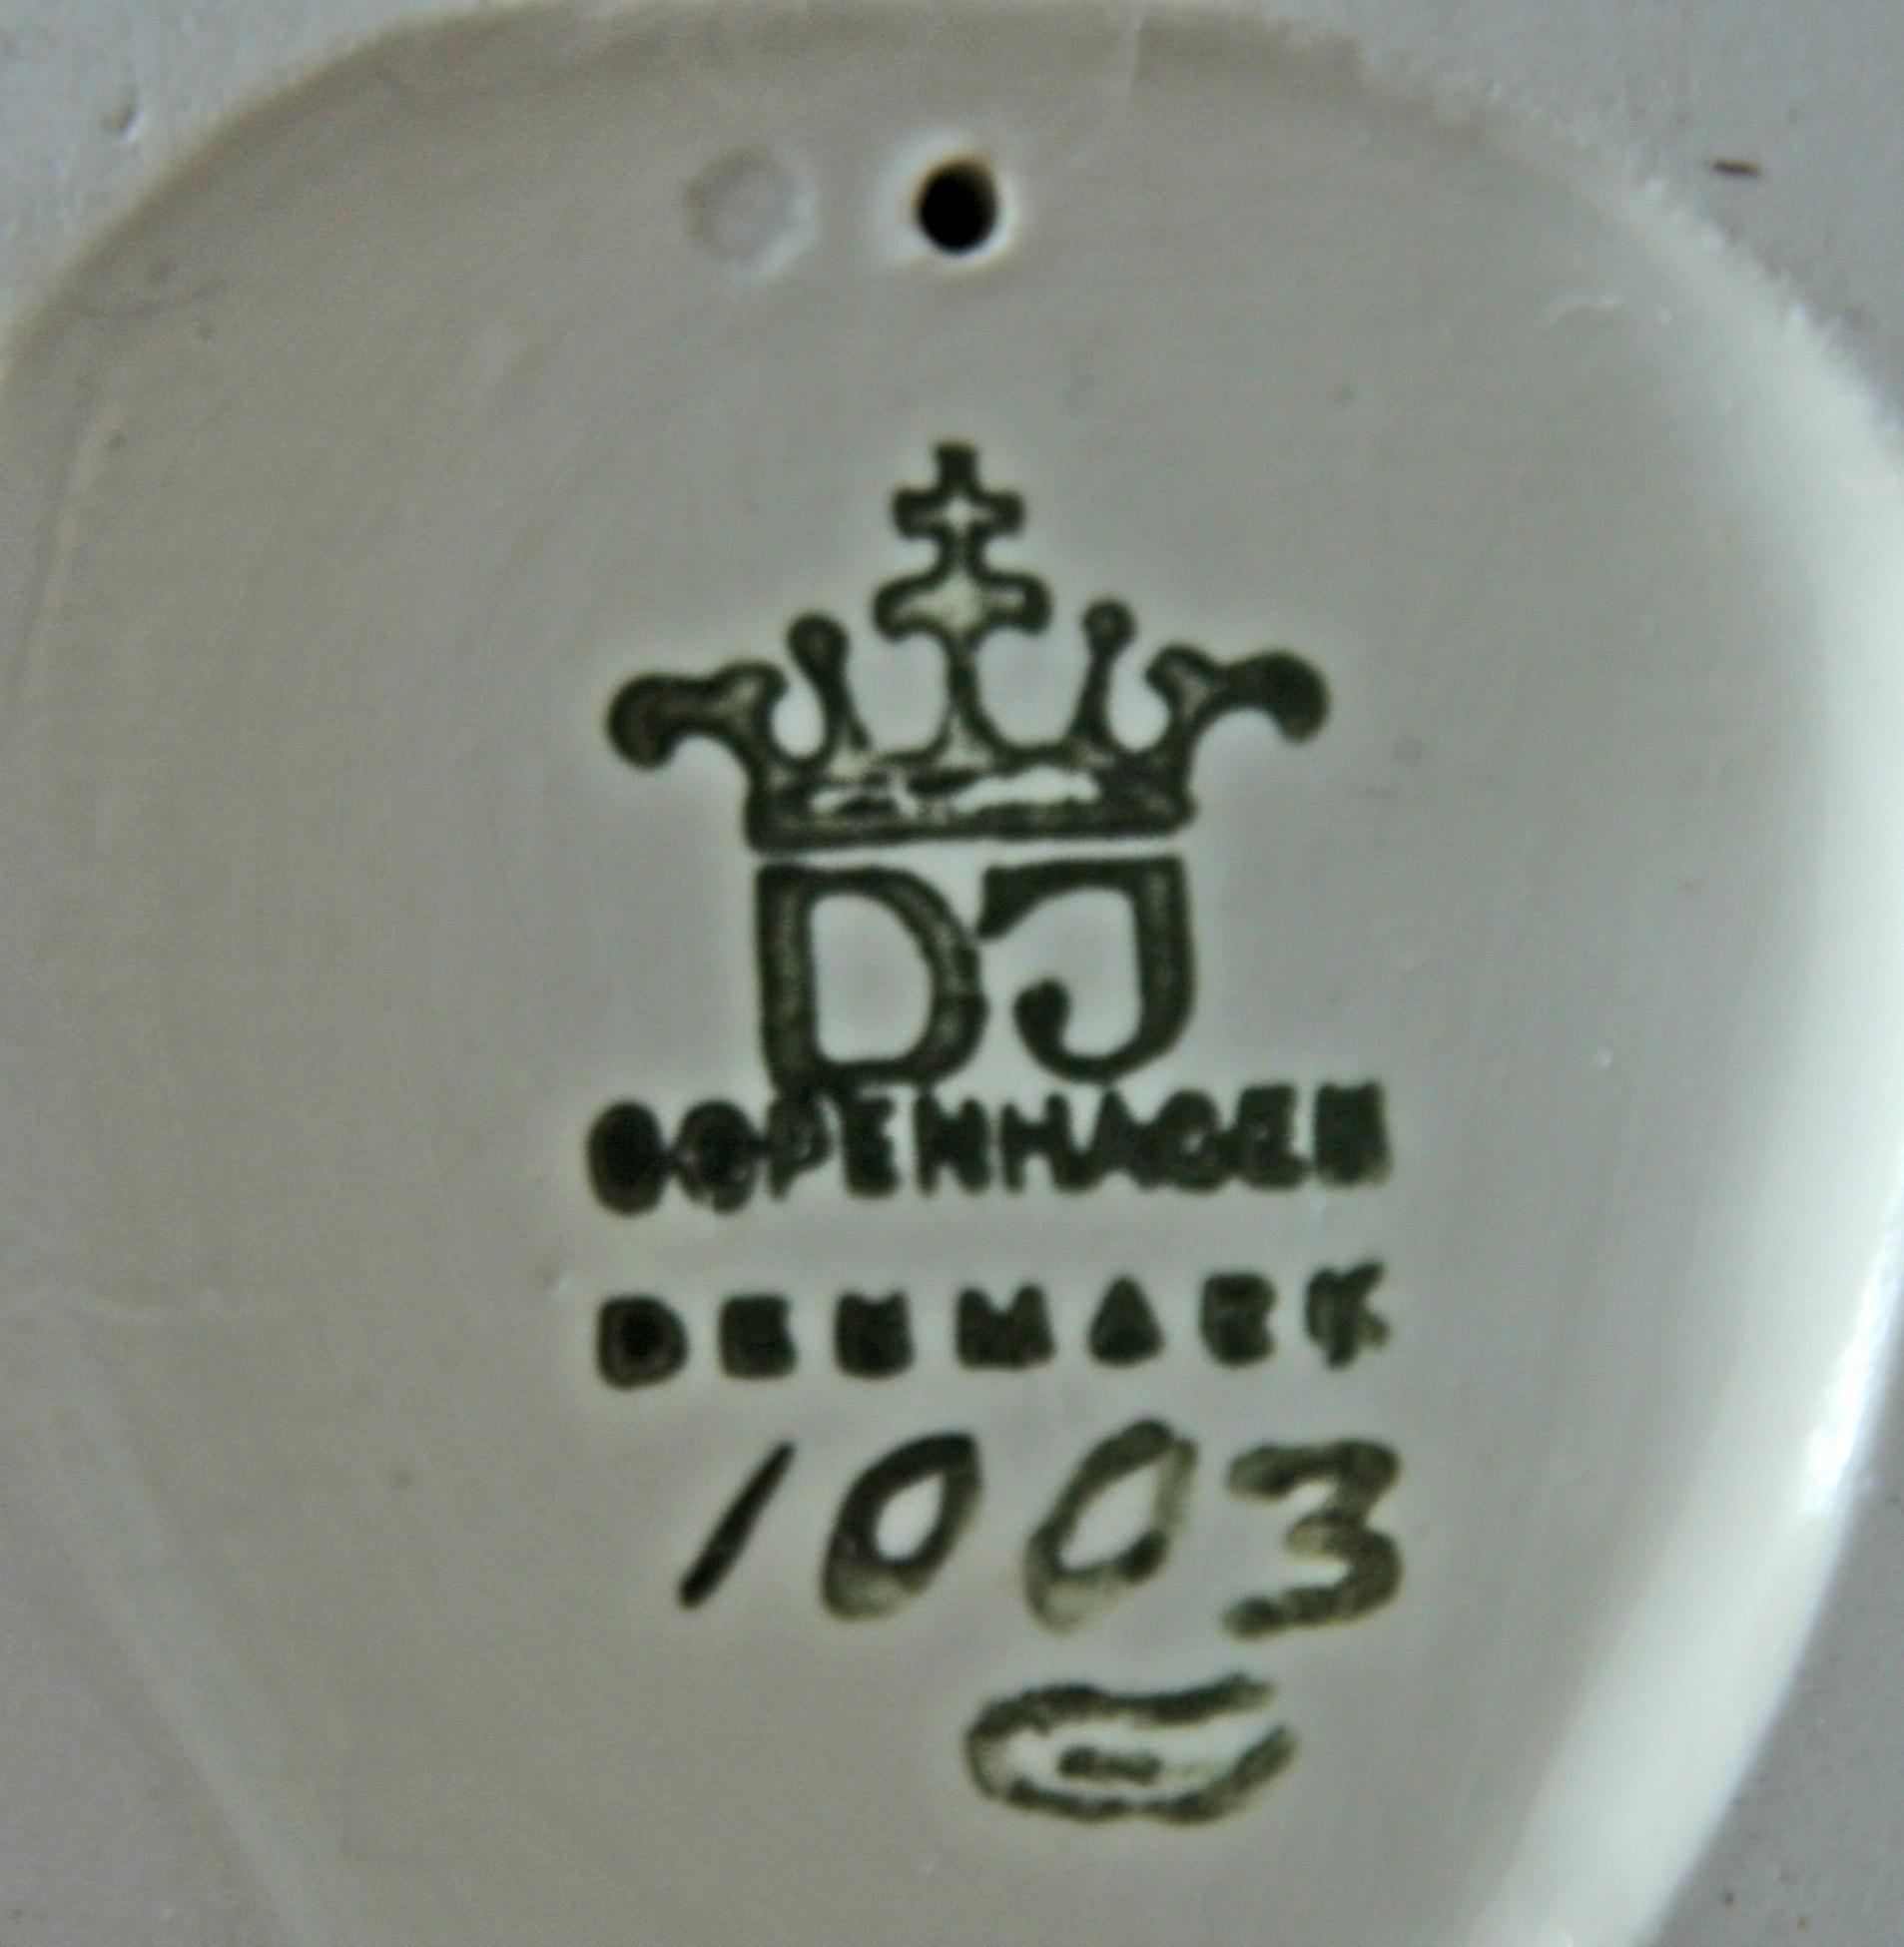 DJ
COPENHAGEN
DENMARK
1003